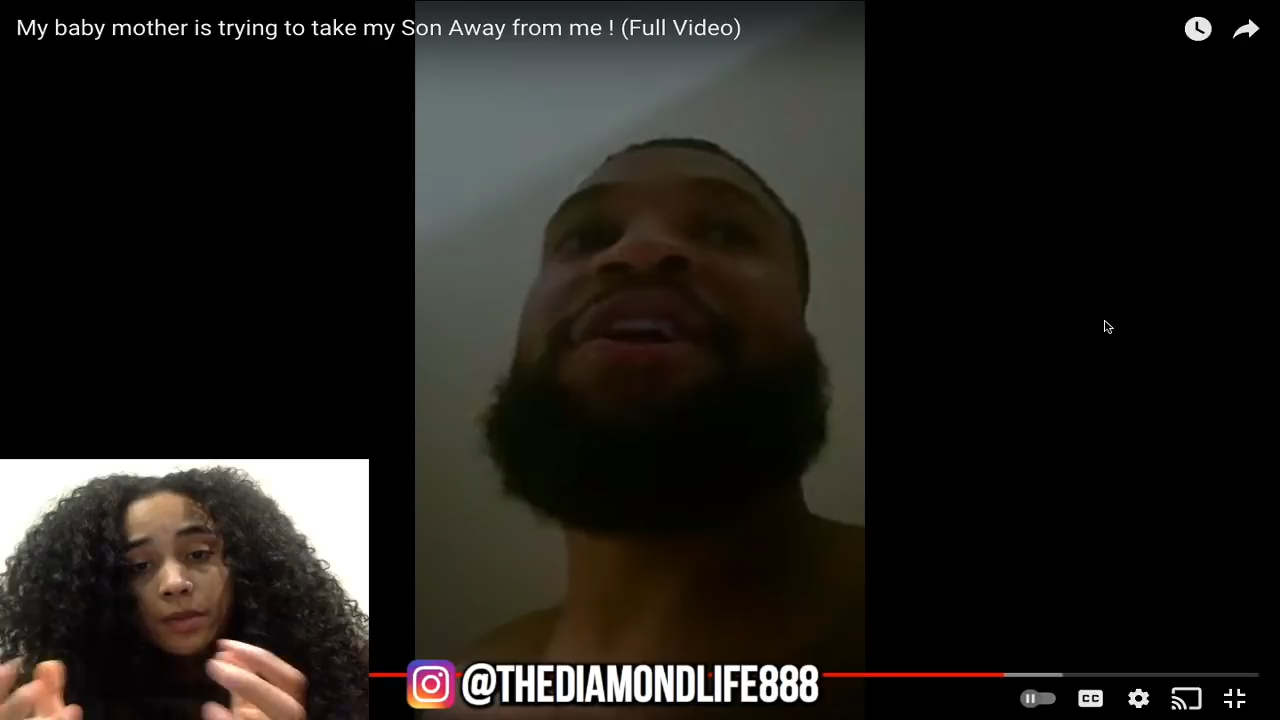 My baby mother is trying to take my Son Away from me ! (Full Video)
@THEDIAMONDLIFE888
CC